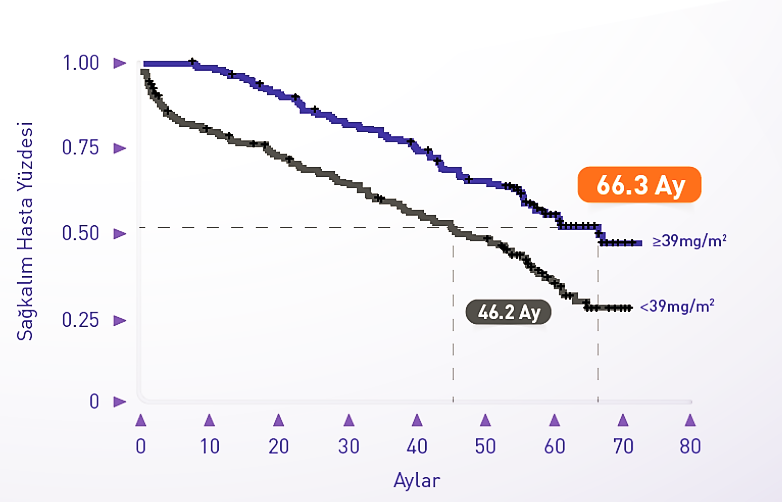 Sağkalım Hasta Yüzdesi
1.00
0.75
0.50
0.25
0
66.3 Ay
≥39mg/m²
46.2 Ay
<39mg/m²
0 10 20 30 40 50 60 70 80
Aylar